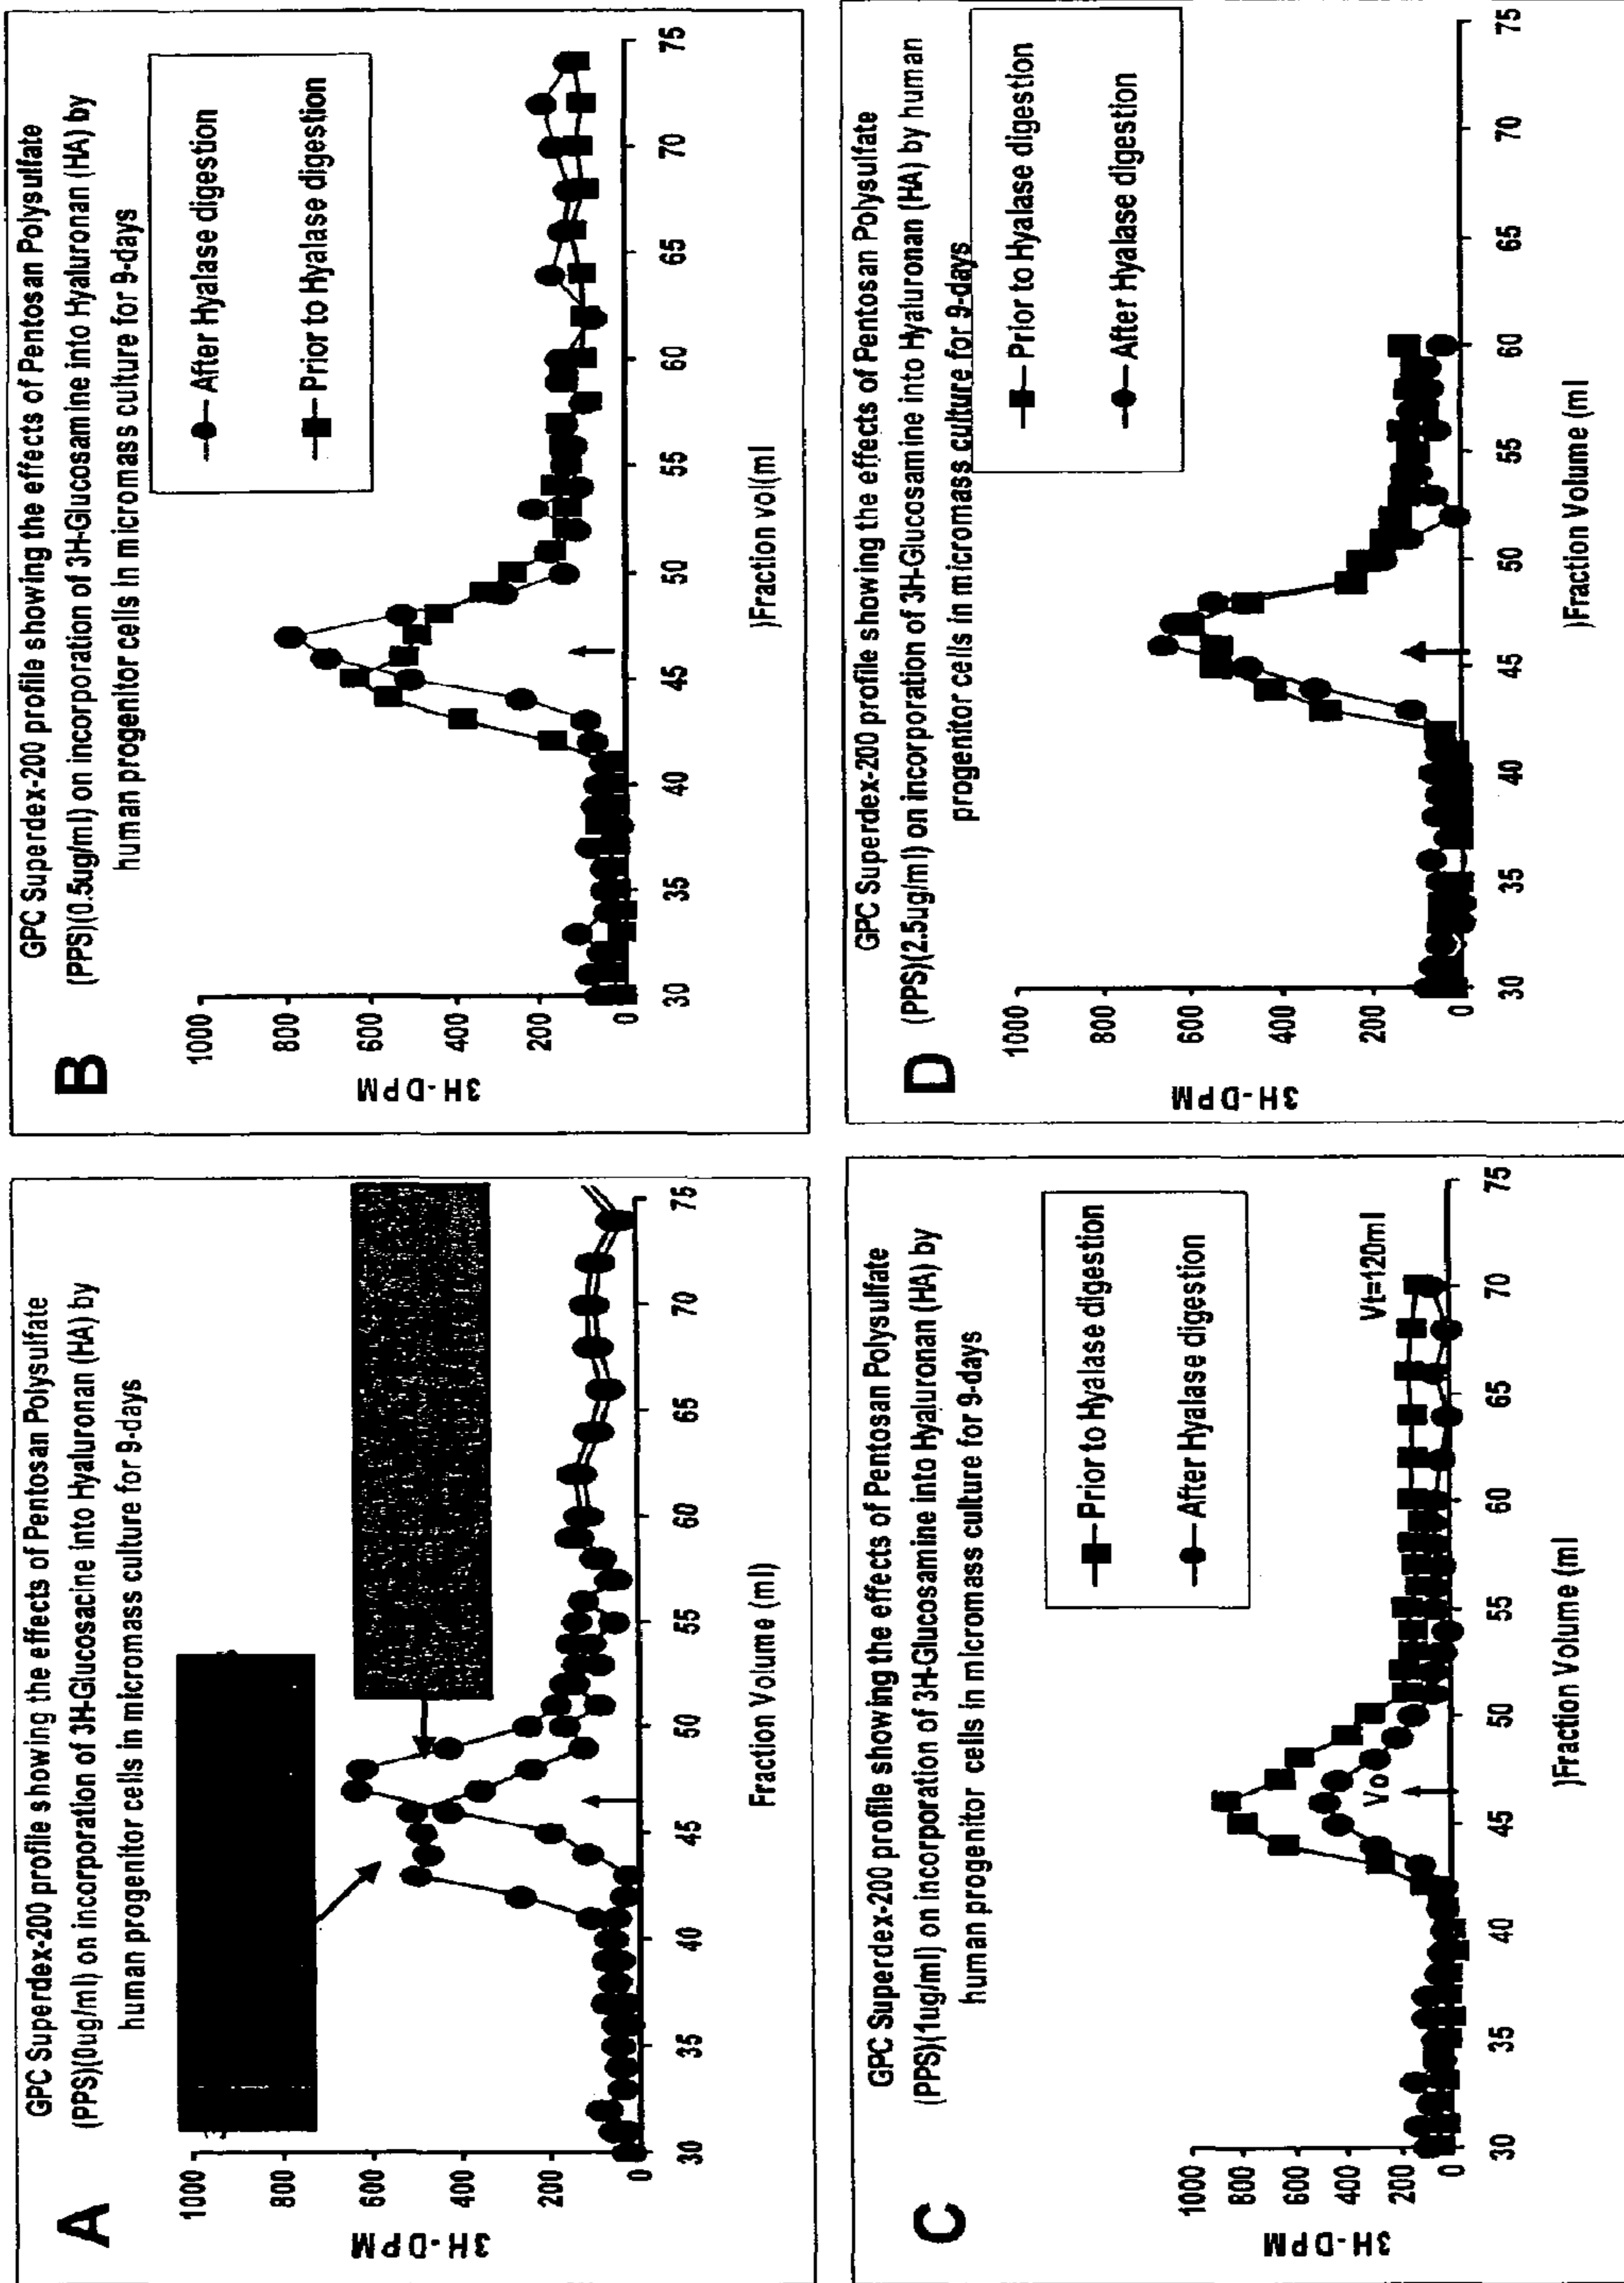 A
GPC Superdex-200 profile showing the effects of Pentosan Polysulfate
(PPS)(0ug/ml) on incorporation of 3H-Glucosacine into Hyaluronan (HA) by
human progenitor cells in micromass culture for 9-days
3H-DPM
1000
800
600
400
200
0
30
35
40
45
50
55
60
65
70
75
Fraction Volume (ml)
B
GPC Superdex-200 profile showing the effects of Pentosan Polysulfate
(PPS)(0.5ug/ml) on incorporation of 3H-Glucosamine into Hyaluronan (HA) by
human progenitor cells in micromass culture for 9-days
After Hyalase digestion
Prior to Hyalase digestion
3H-DPM
1000
800
600
400
200
0
30
35
40
45
50
55
60
65
70
75
)Fraction vol(ml
C
GPC Superdex-200 profile showing the effects of Pentosan Polysulfate
(PPS)(1ug/ml) on incorporation of 3H-Glucosamine into Hyaluronan (HA) by
human progenitor cells in micromass culture for 9-days
Prior to Hyalase digestion
After Hyalase digestion
Vt=120ml
Vo
3H-DPM
1000
800
600
400
200
0
30
35
40
45
50
55
60
65
70
75
)Fraction Volume (ml
D
GPC Superdex-200 profile showing the effects of Pentosan Polysulfate
(PPS)(2.5ug/ml) on incorporation of 3H-Glucosamine into Hyaluronan (HA) by human
progenitor cells in micromass culture for 9-days
Prior to Hyalase digestion
After Hyalase digestion
3H-DPM
1000
800
600
400
200
0
30
35
40
45
50
55
60
65
70
75
)Fraction Volume (ml